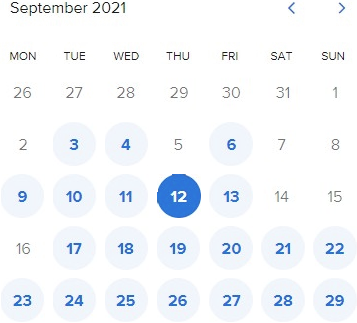 September 2021
MON TUE WED THU FRI SAT SUN
26 27 28 29 30 31 1
2 3 4 5 6 7 8
9 10 11 12 13 14 15
16 17 18 19 20 21 22
23 24 25 26 27 28 29